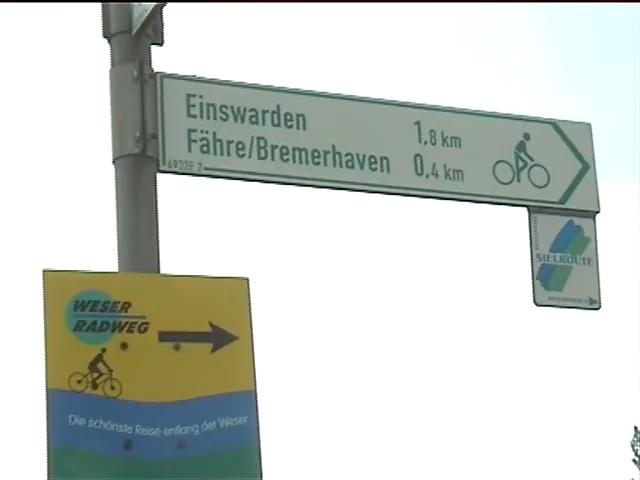 Einswarden 1.8 km
Fähre/Bremerhaven 0.4 km
SIELROUTE
WESER
RADWEG
Die schönste Reise entlang der Weser